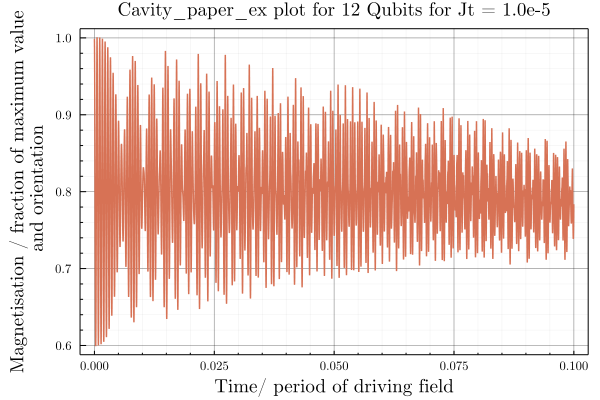 Cavity_paper_ex plot for 12 Qubits for Jt = 1.0e-5
Magnetisation / fraction of maximum value
and orientation
1.0
0.9
0.8
0.7
0.6
0.000
0.025
0.050
0.075
0.100
Time/ period of driving field